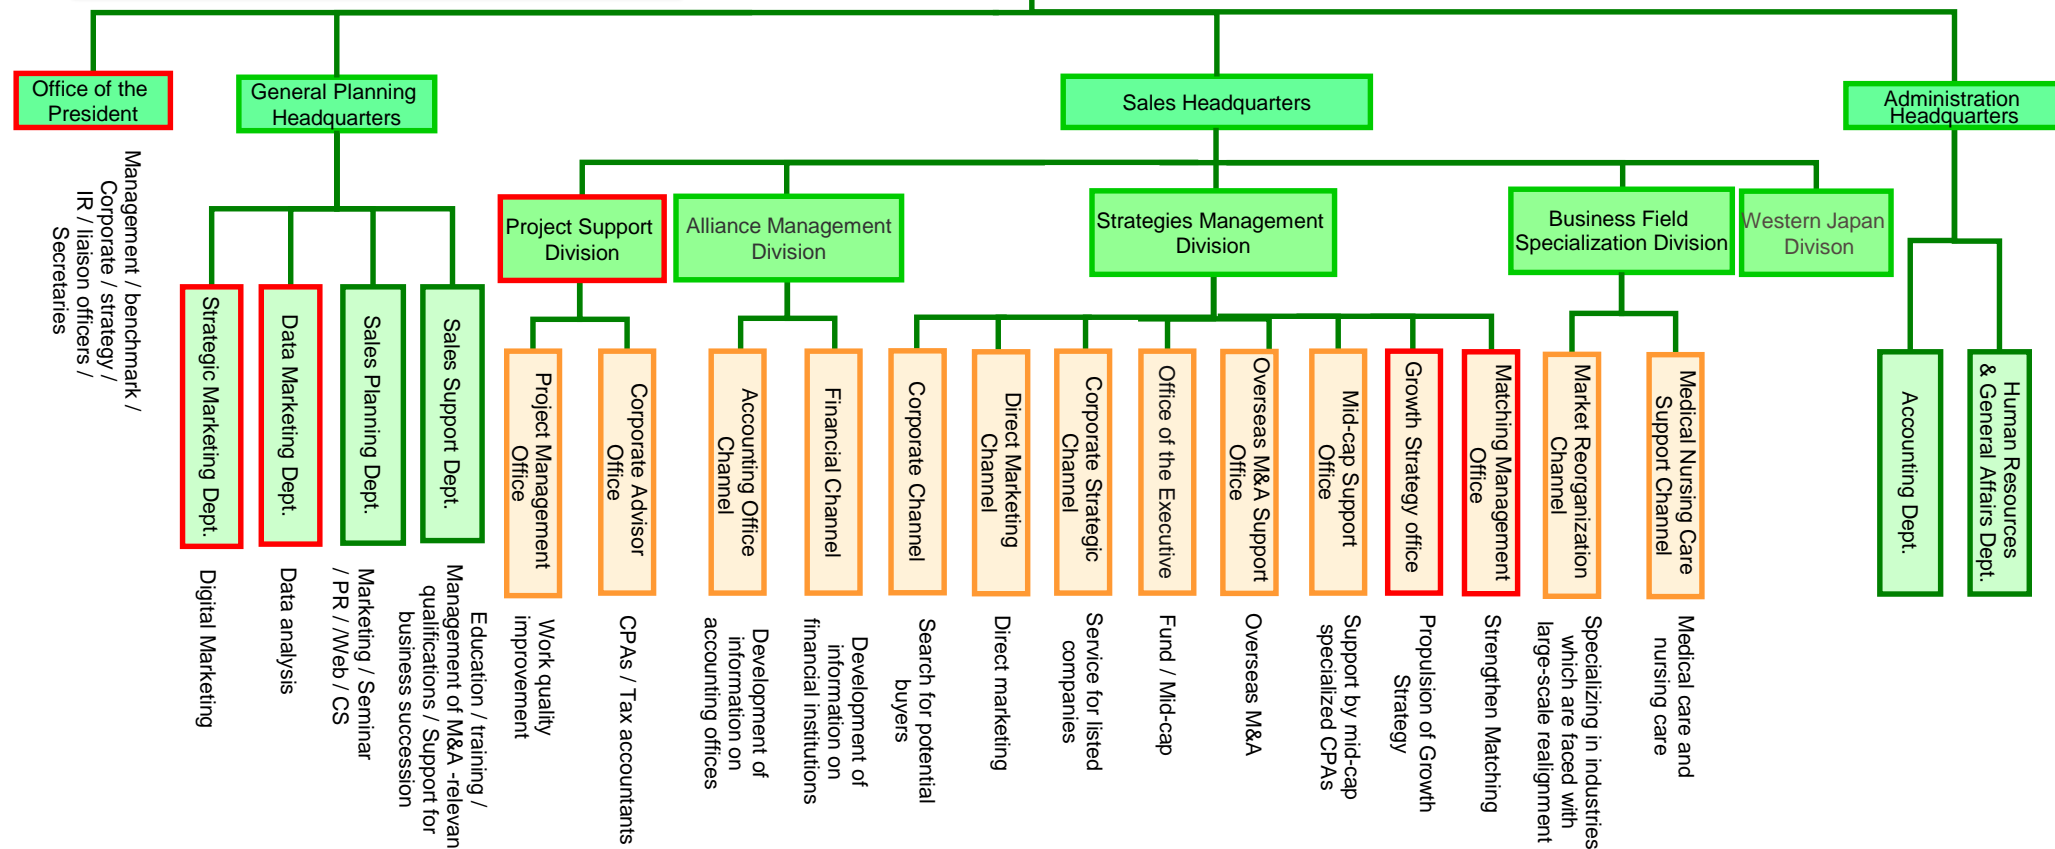 Office of the
President
General Planning
Headquarters
Sales Headquarters
Administration
Headquarters
Management / benchmark /
Corporate / strategy /
IR / liaison officers /
Secretaries
Project Support
Division
Alliance Management
Division
Strategies Management
Division
Business Field
Specialization Division
Western Japan
Divison
Strategic Marketing Dept.
Data Marketing Dept.
Sales Planning Dept.
Sales Support Dept.
Project Management
Office
Corporate Advisor
Office
Accounting Office
Channel
Financial Channel
Corporate Channel
Direct Marketing
Channel
Corporate Strategic
Channel
Office of the Executive
Overseas M&A Support
Office
Mid-cap Support
Office
Growth Strategy office
Matching Management
Office
Market Reorganization
Channel
Medical Nursing Care
Support Channel
Accounting Dept.
Human Resources
& General Affairs Dept.
Digital Marketing
Data analysis
Marketing / Seminar
/ PR / /Web / CS
Education / training /
Management of M&A -relevan
qualifications / Support for
business succession
Work quality
improvement
CPAs / Tax accountants
Development of
information on
accounting offices
Development of
information on
financial institutions
Search for potential
buyers
Direct marketing
Service for listed
companies
Fund / Mid-cap
Overseas M&A
Support by mid-cap
specialized CPAs
Propulsion of Growth
Strategy
Strengthen Matching
Specializing in industries
which are faced with
large-scale realignment
Medical care and
nursing care